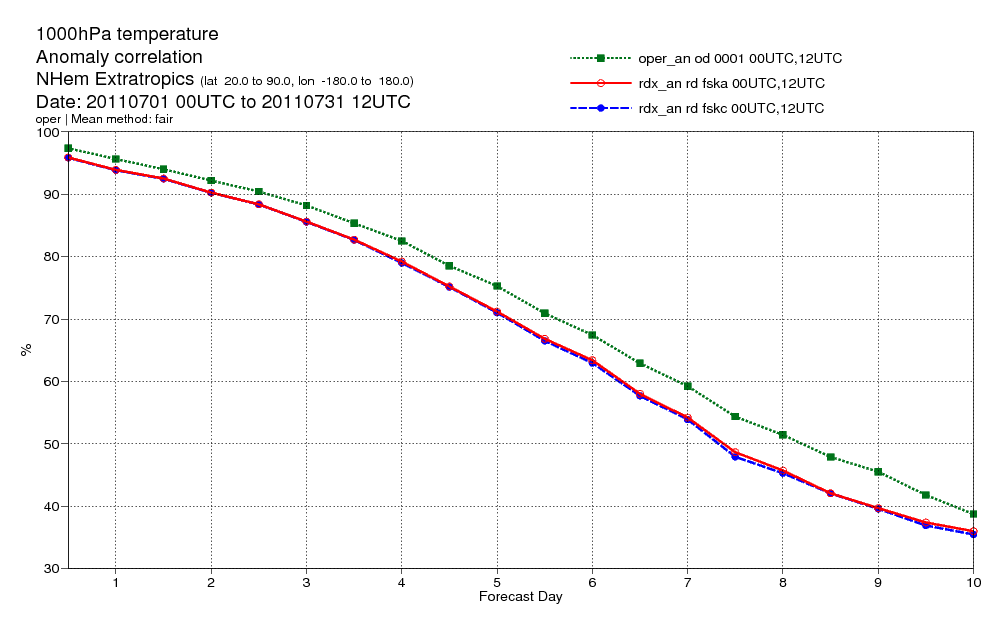 1000hPa temperature
Anomaly correlation
NHem Extratropics (lat 20.0 to 90.0, lon -180.0 to 180.0)
Date: 20110701 00UTC to 20110731 12UTC
oper | Mean method: fair
oper_an od 0001 00UTC,12UTC
rdx_an rd fska 00UTC,12UTC
rdx_an rd fskc 00UTC,12UTC
100
90
80
70
60
50
40
30
%
1 2 3 4 5 6 7 8 9 10
Forecast Day